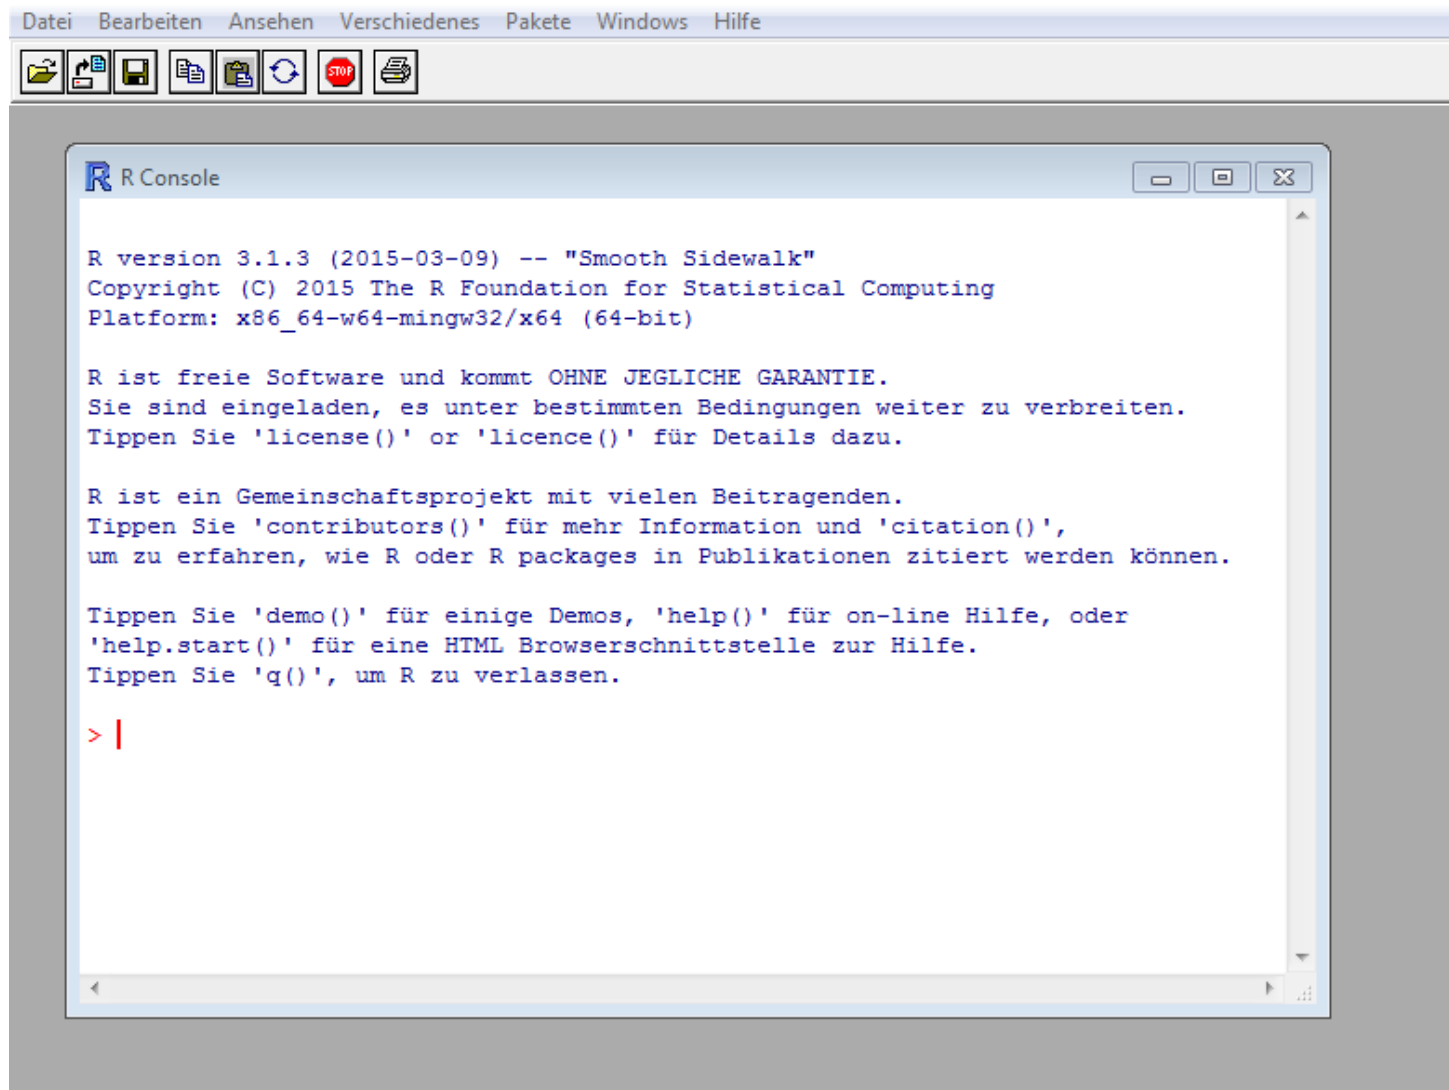 Datei Bearbeiten Ansehen Verschiedenes Pakete Windows Hilfe
STOP
R R Console
R version 3.1.3 (2015-03-09) -- "Smooth Sidewalk"
Copyright (C) 2015 The R Foundation for Statistical Computing
Platform: x86_64-w64-mingw32/x64 (64-bit)
R ist freie Software und kommt OHNE JEGLICHE GARANTIE.
Sie sind eingeladen, es unter bestimmten Bedingungen weiter zu verbreiten.
Tippen Sie 'license()' or 'licence()' für Details dazu.
R ist ein Gemeinschaftsprojekt mit vielen Beitragenden.
Tippen Sie 'contributors()' für mehr Information und 'citation()',
um zu erfahren, wie R oder R packages in Publikationen zitiert werden können.
Tippen Sie 'demo()' für einige Demos, 'help()' für on-line Hilfe, oder
'help.start()' für eine HTML Browserschnittstelle zur Hilfe.
Tippen Sie 'q()', um R zu verlassen.
>